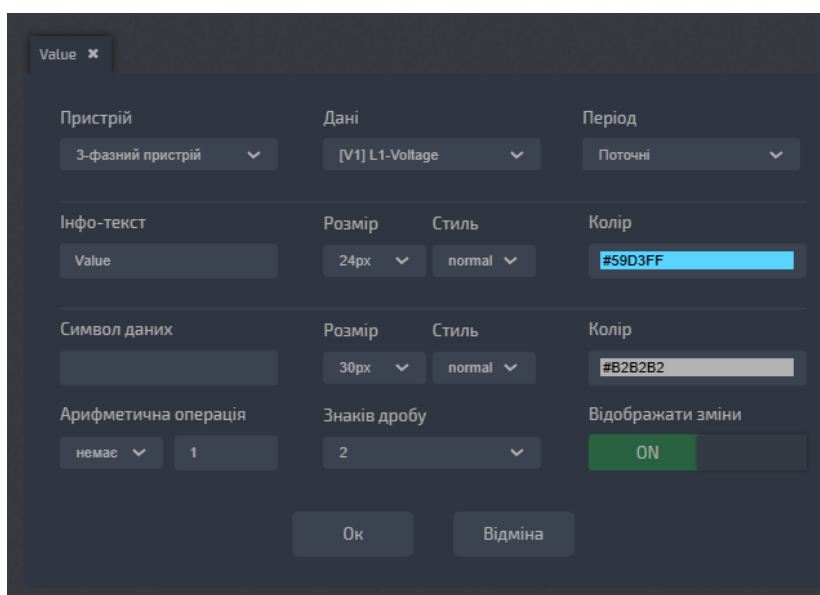 Value ✖
Пристрій Дані Період
3-фазний пристрій [V1] L1-Voltage Поточні
Інфо-текст Розмір Стиль Колір
Value 24px normal #59D3FF
Символ даних Розмір Стиль Колір
30px normal #B2B2B2
Арифметична операція Знаків дробу Відображати зміни
немає 1 2 ON
Ок Відміна